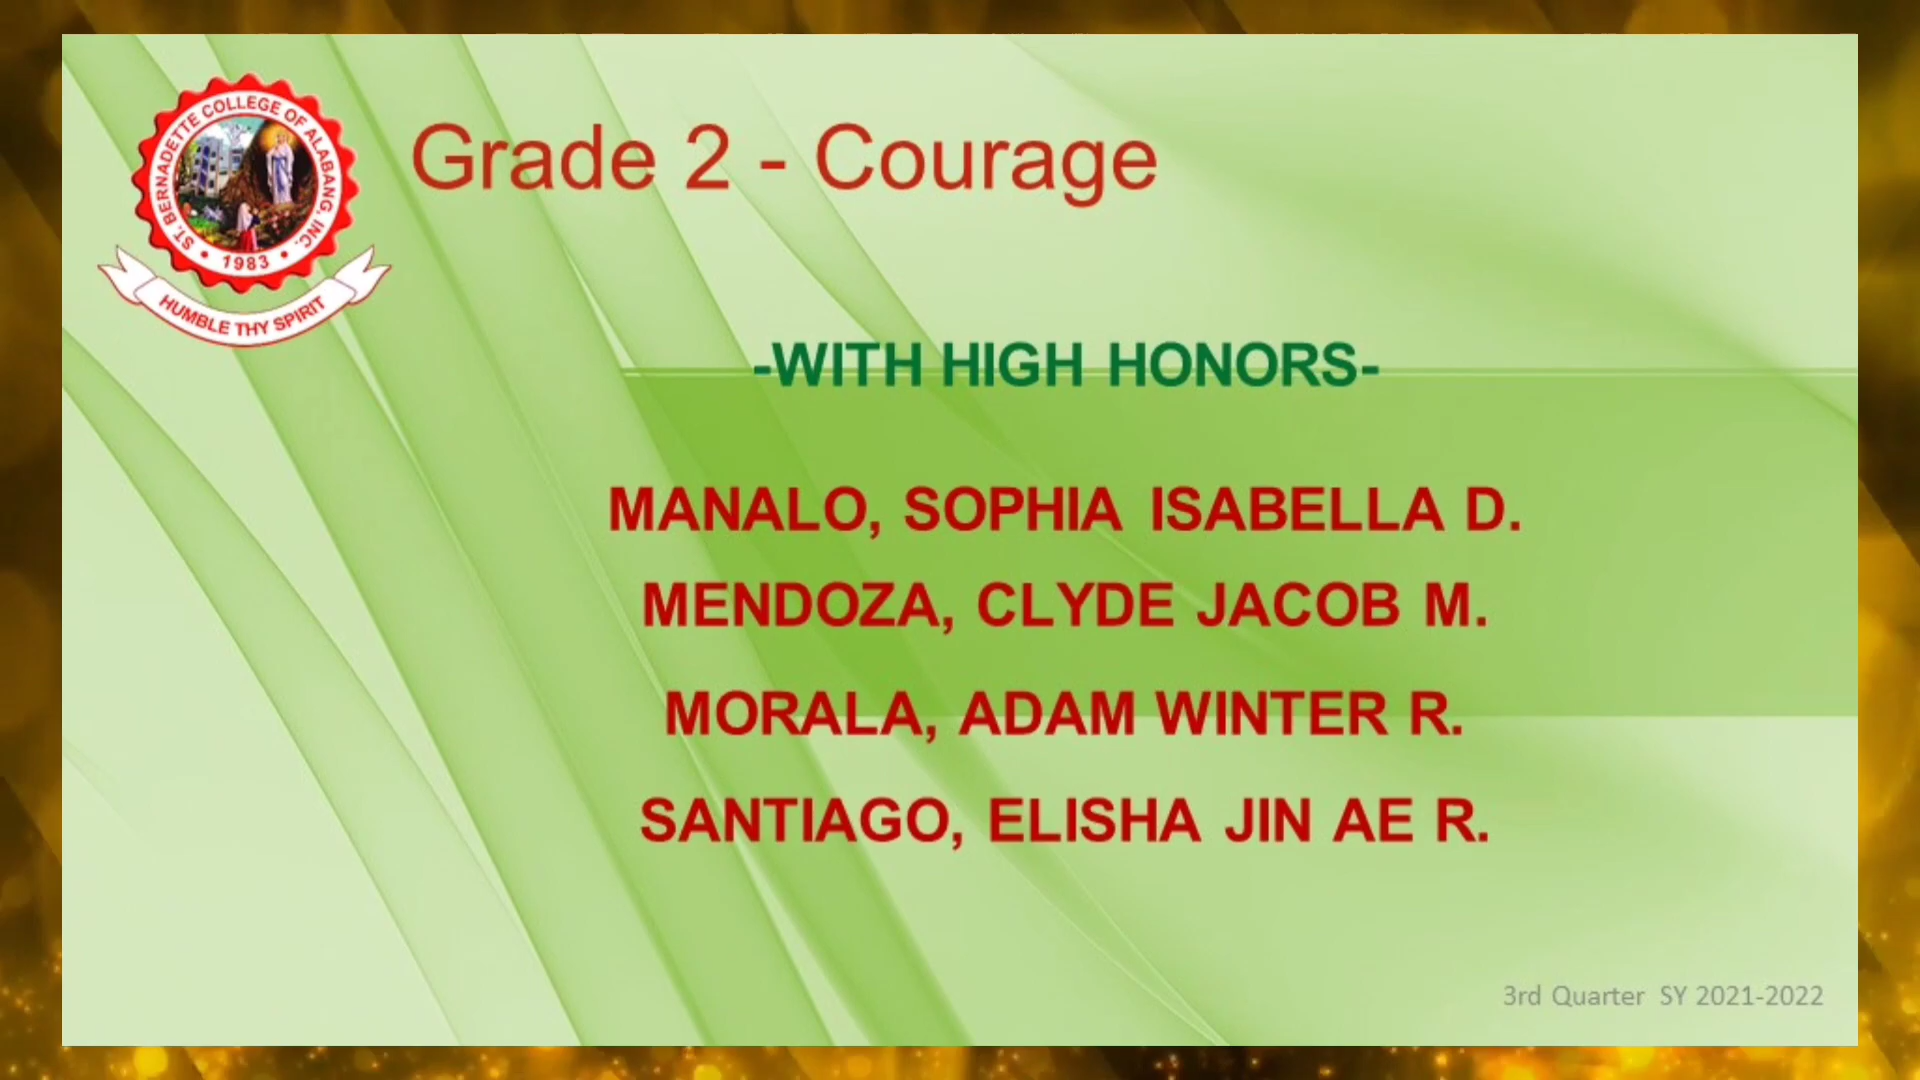 ST. BERNADETTE COLLEGE OF ALABANG, INC.
• 1983 •
HUMBLE THY SPIRIT
Grade 2 - Courage
-WITH HIGH HONORS-
MANALO, SOPHIA ISABELLA D.
MENDOZA, CLYDE JACOB M.
MORALA, ADAM WINTER R.
SANTIAGO, ELISHA JIN AE R.
3rd Quarter SY 2021-2022